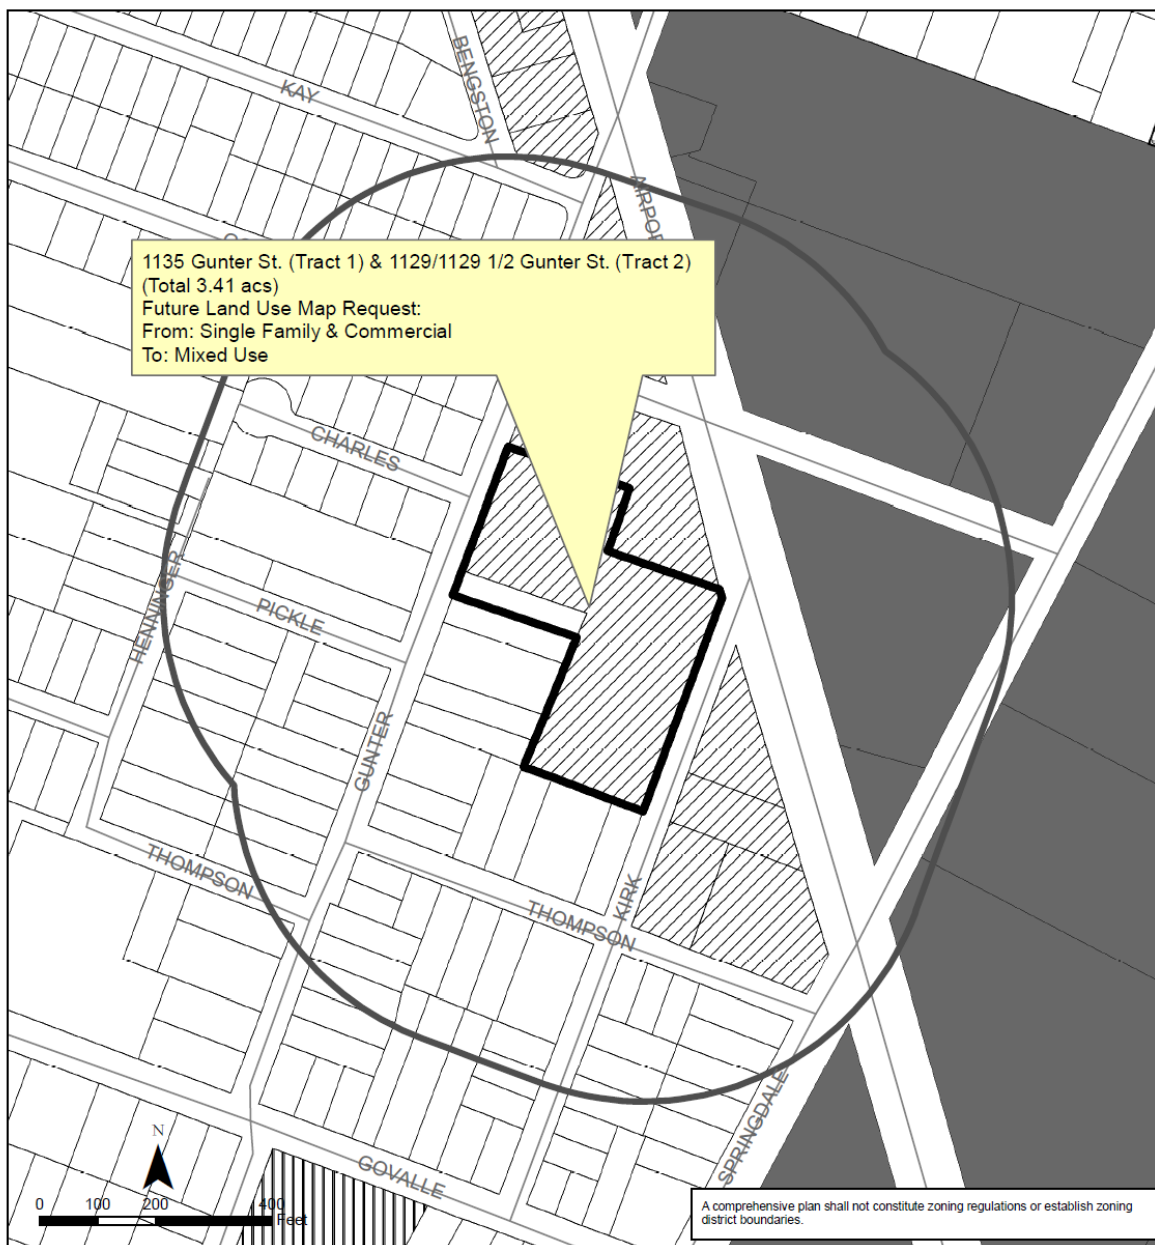 KAY
BENGSTON
1135 Gunter St. (Tract 1) & 1129/1129 1/2 Gunter St. (Tract 2)
(Total 3.41 acs)
Future Land Use Map Request:
From: Single Family & Commercial
To: Mixed Use
CHARLES
HENNINGER
PICKLE
GUNTER
THOMPSON
KIRK
THOMPSON
SPRINGDALE
GOVALLE
N
0 100 200 400
Feet
A comprehensive plan shall not constitute zoning regulations or establish zoning
district boundaries.